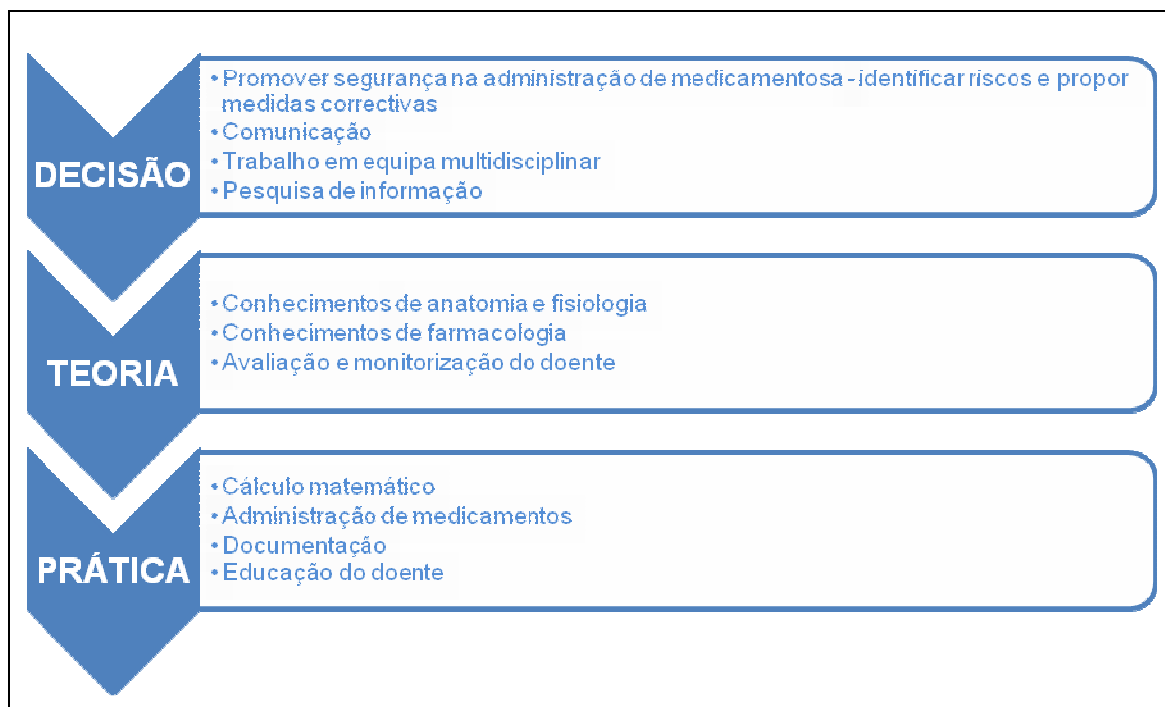 DECISÃO
• Promover segurança na administração de medicamentosa - identificar riscos e propor
medidas correctivas
• Comunicação
• Trabalho em equipa multidisciplinar
• Pesquisa de informação
TEORIA
• Conhecimentos de anatomia e fisiologia
• Conhecimentos de farmacologia
• Avaliação e monitorização do doente
PRÁTICA
• Cálculo matemático
• Administração de medicamentos
• Documentação
• Educação do doente